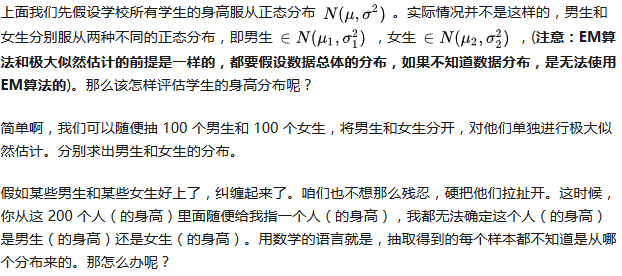 上面我们先假设学校所有学生的身高服从正态分布 N(μ,σ²) 。实际情况并不是这样的，男生和
女生分别服从两种不同的正态分布，即男生 ∈ N(μ₁,σ₁²) ，女生 ∈ N(μ₂,σ₂²) ，(注意：EM算
法和极大似然估计的前提是一样的，都要假设数据总体的分布，如果不知道数据分布，是无法使用
EM算法的)。那么该怎样评估学生的身高分布呢？
简单啊，我们可以随便抽 100 个男生和 100 个女生，将男生和女生分开，对他们单独进行极大似
然估计。分别求出男生和女生的分布。
假如某些男生和某些女生好上了，纠缠起来了。咱们也不想那么残忍，硬把他们拉扯开。这时候，
你从这 200 个人（的身高）里面随便给我指一个人（的身高），我都无法确定这个人（的身高）
是男生（的身高）还是女生（的身高）。用数学的语言就是，抽取得到的每个样本都不知道是从哪
个分布来的。那怎么办呢？